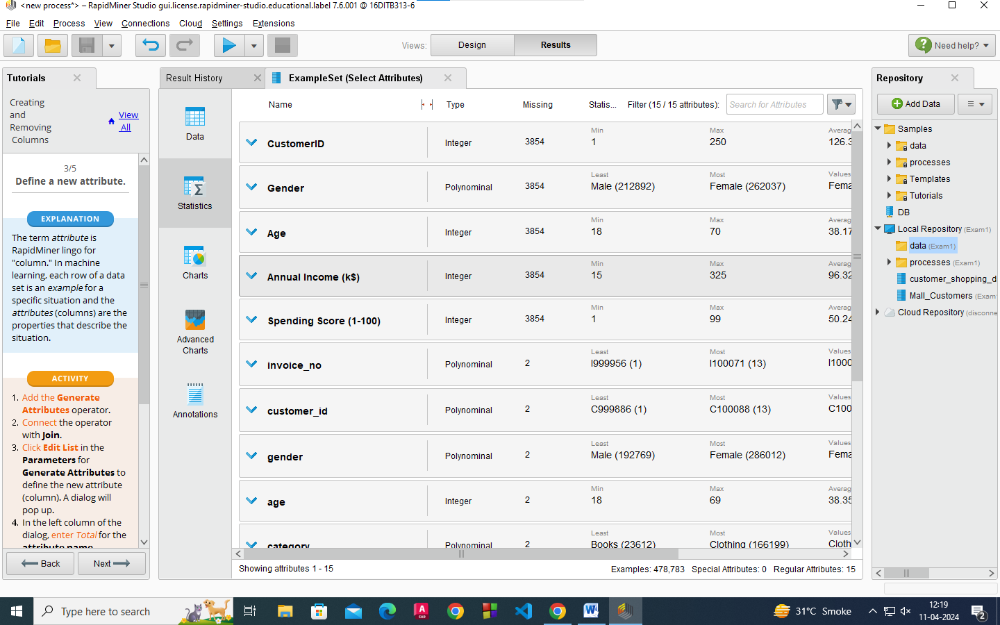 <new process*> – RapidMiner Studio gui.license.rapidminer-studio.educational.label 7.6.001 @ 16DITB313-6
File Edit Process View Connections Cloud Settings Extensions
Views: Design Results
Need help?
Tutorials
Creating
and
Removing
Columns
View
All
3/5
Define a new attribute.
EXPLANATION
The term attribute is
RapidMiner lingo for
"column." In machine
learning, each row of a data
set is an example for a
specific situation and the
attributes (columns) are the
properties that describe the
situation.
ACTIVITY
1. Add the Generate
Attributes operator.
2. Connect the operator
with Join.
3. Click Edit List in the
Parameters for
Generate Attributes to
define the new attribute
(column). A dialog will
pop up.
4. In the left column of the
dialog, enter Total for the
attribute name
Back Next
Result History
ExampleSet (Select Attributes)
Data
Statistics
Charts
Advanced
Charts
Annotations
Name Type Missing Statis... Filter (15 / 15 attributes): Search for Attributes
Min Max Averag
CustomerID Integer 3854 1 250 126.3
Least Most Values
Gender Polynominal 3854 Male (212892) Female (262037) Fema
Min Max Averag
Age Integer 3854 18 70 38.17
Min Max Averag
Annual Income (k$) Integer 3854 15 325 96.32
Min Max Averag
Spending Score (1-100) Integer 3854 1 99 50.24
Least Most Values
invoice_no Polynominal 2 I999956 (1) I100071 (13) I1000
Least Most Values
customer_id Polynominal 2 C999886 (1) C100088 (13) C100
Least Most Values
gender Polynominal 2 Male (192769) Female (286012) Fema
Min Max Averag
age Integer 2 18 69 38.35
Least Most Values
category Polynominal 2 Books (23612) Clothing (166199) Cloth
Showing attributes 1 - 15
Examples: 478,783 Special Attributes: 0 Regular Attributes: 15
Repository
Add Data
Samples
data
processes
Templates
Tutorials
DB
Local Repository (Exam1)
data (Exam1)
processes (Exam1)
customer_shopping_d
Mall_Customers (Exam
Cloud Repository (disconne
Type here to search
31°C Smoke
12:19
11-04-2024
2